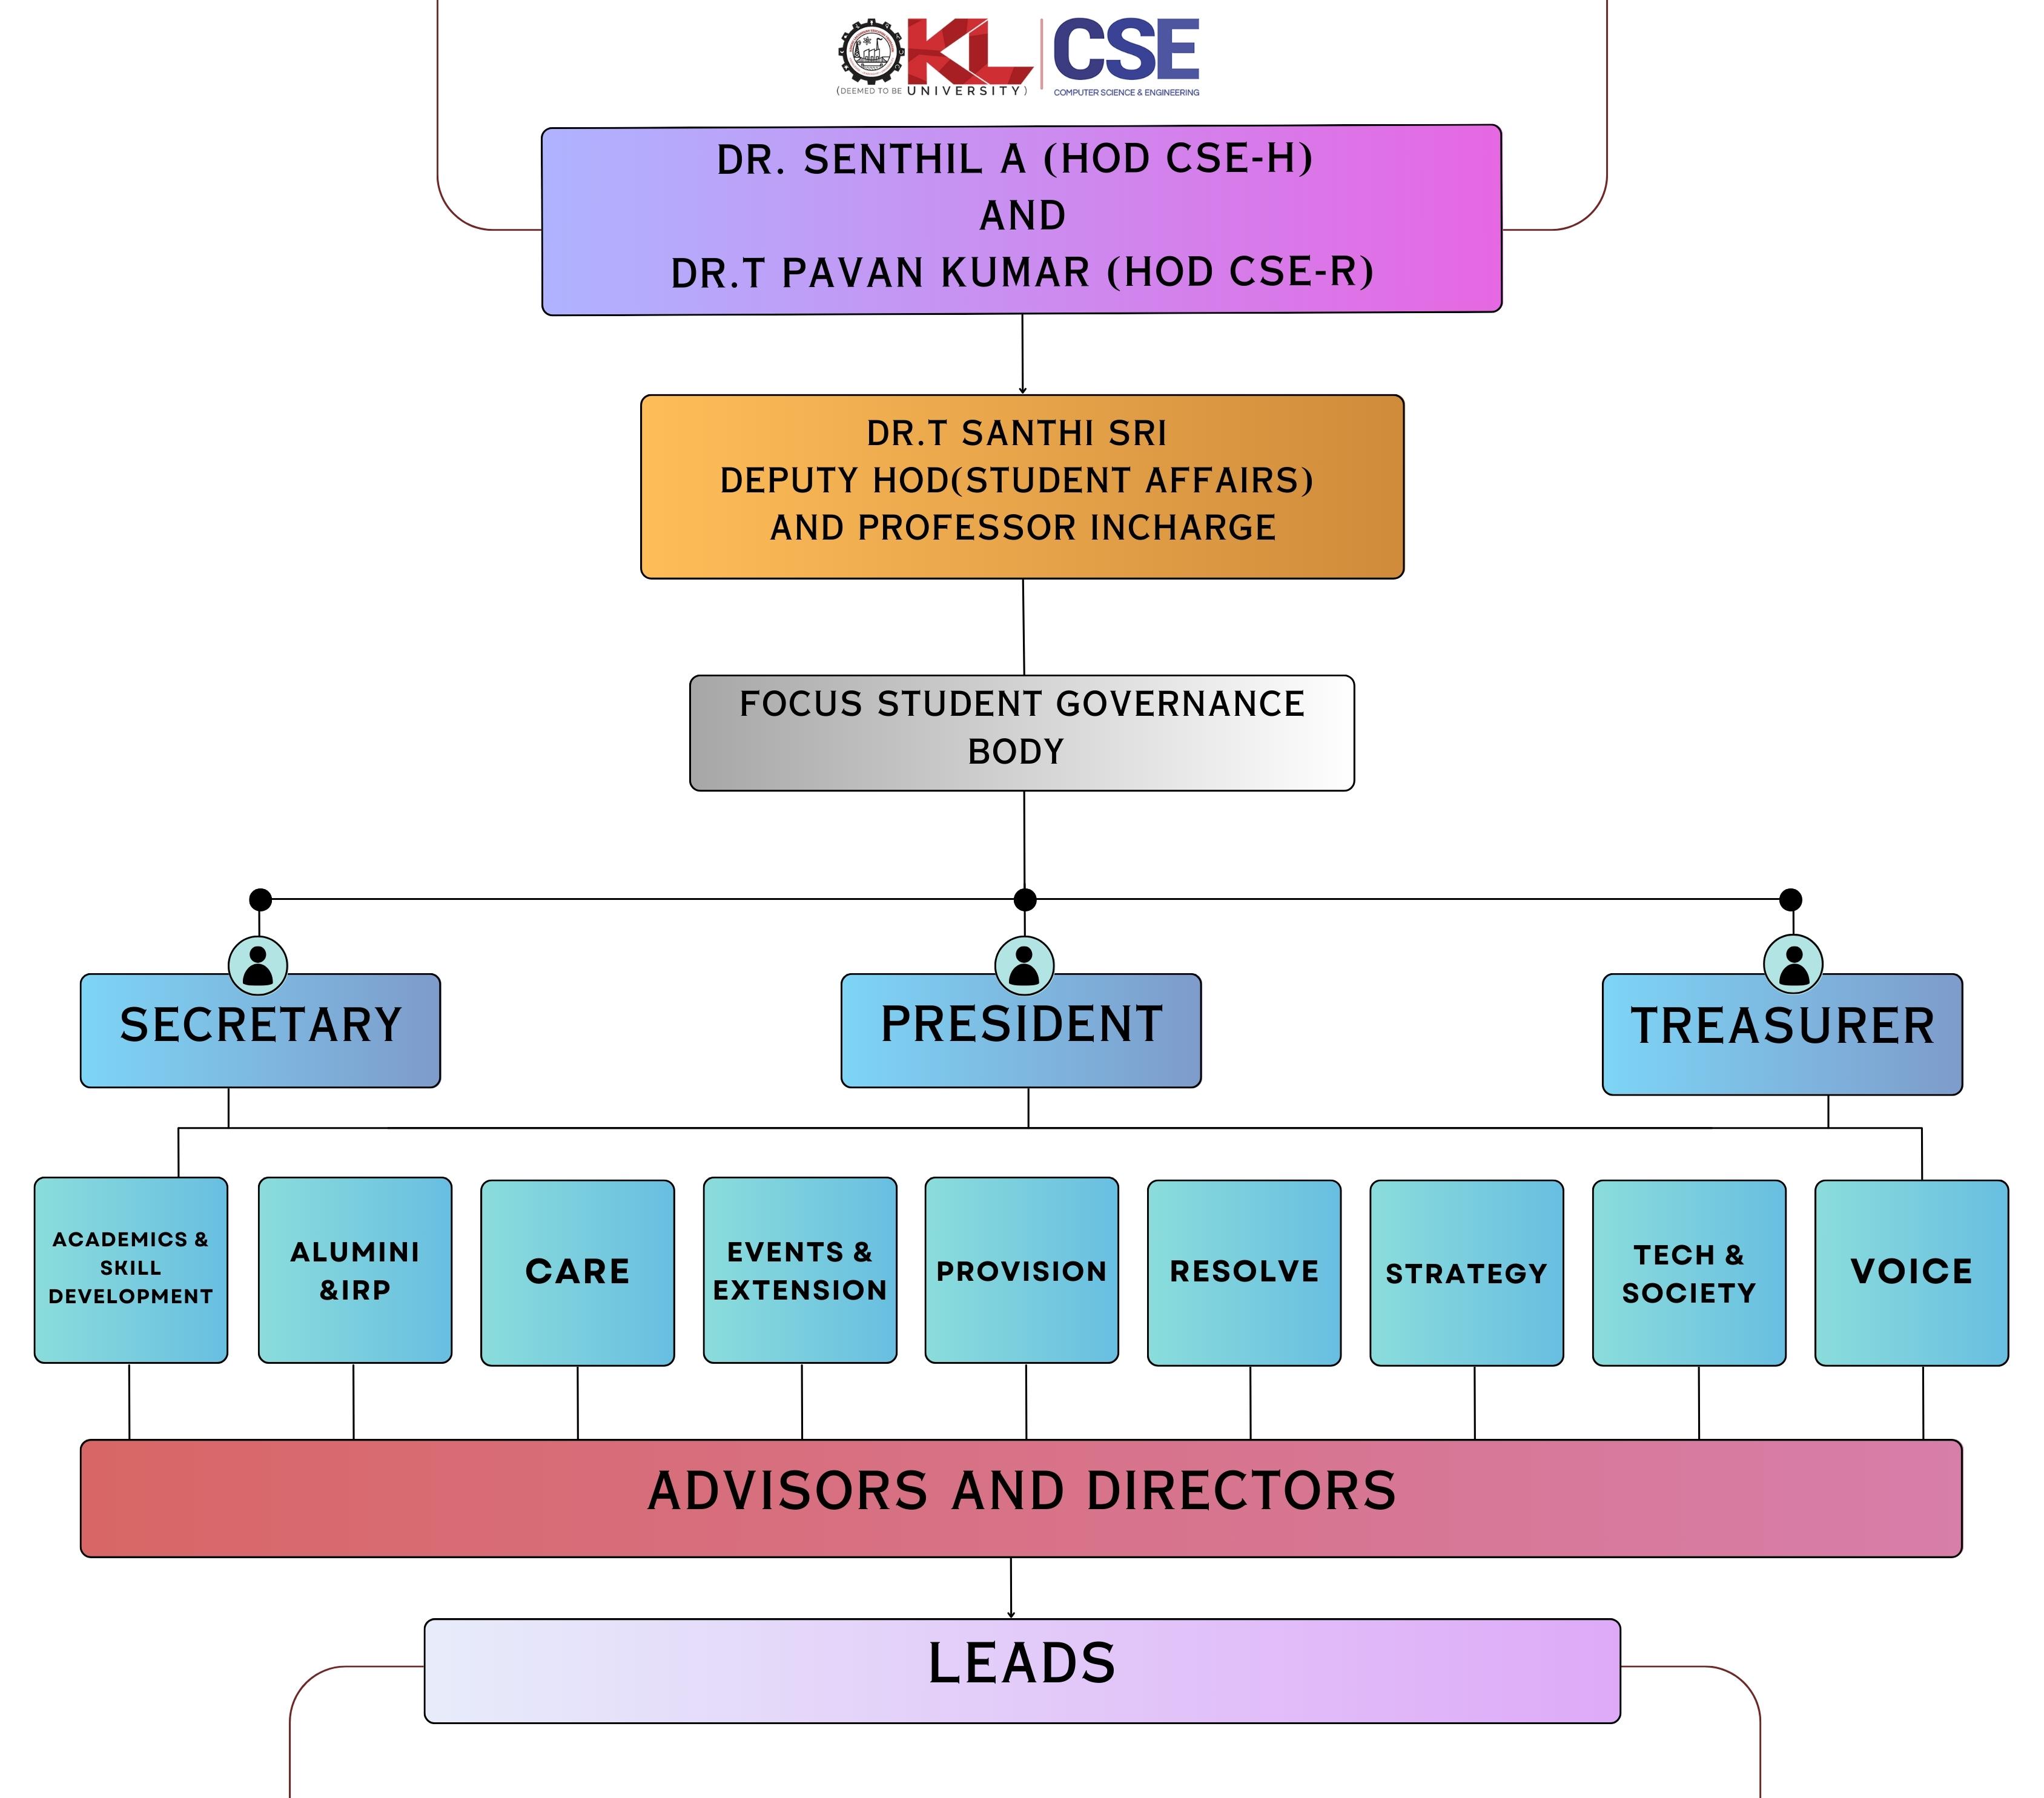 KL CSE
(DEEMED TO BE UNIVERSITY) COMPUTER SCIENCE & ENGINEERING
DR. SENTHIL A (HOD CSE-H)
AND
DR.T PAVAN KUMAR (HOD CSE-R)
DR.T SANTHI SRI
DEPUTY HOD(STUDENT AFFAIRS)
AND PROFESSOR INCHARGE
FOCUS STUDENT GOVERNANCE
BODY
SECRETARY
PRESIDENT
TREASURER
ACADEMICS &
SKILL
DEVELOPMENT
ALUMINI
&IRP
CARE
EVENTS &
EXTENSION
PROVISION
RESOLVE
STRATEGY
TECH &
SOCIETY
VOICE
ADVISORS AND DIRECTORS
LEADS